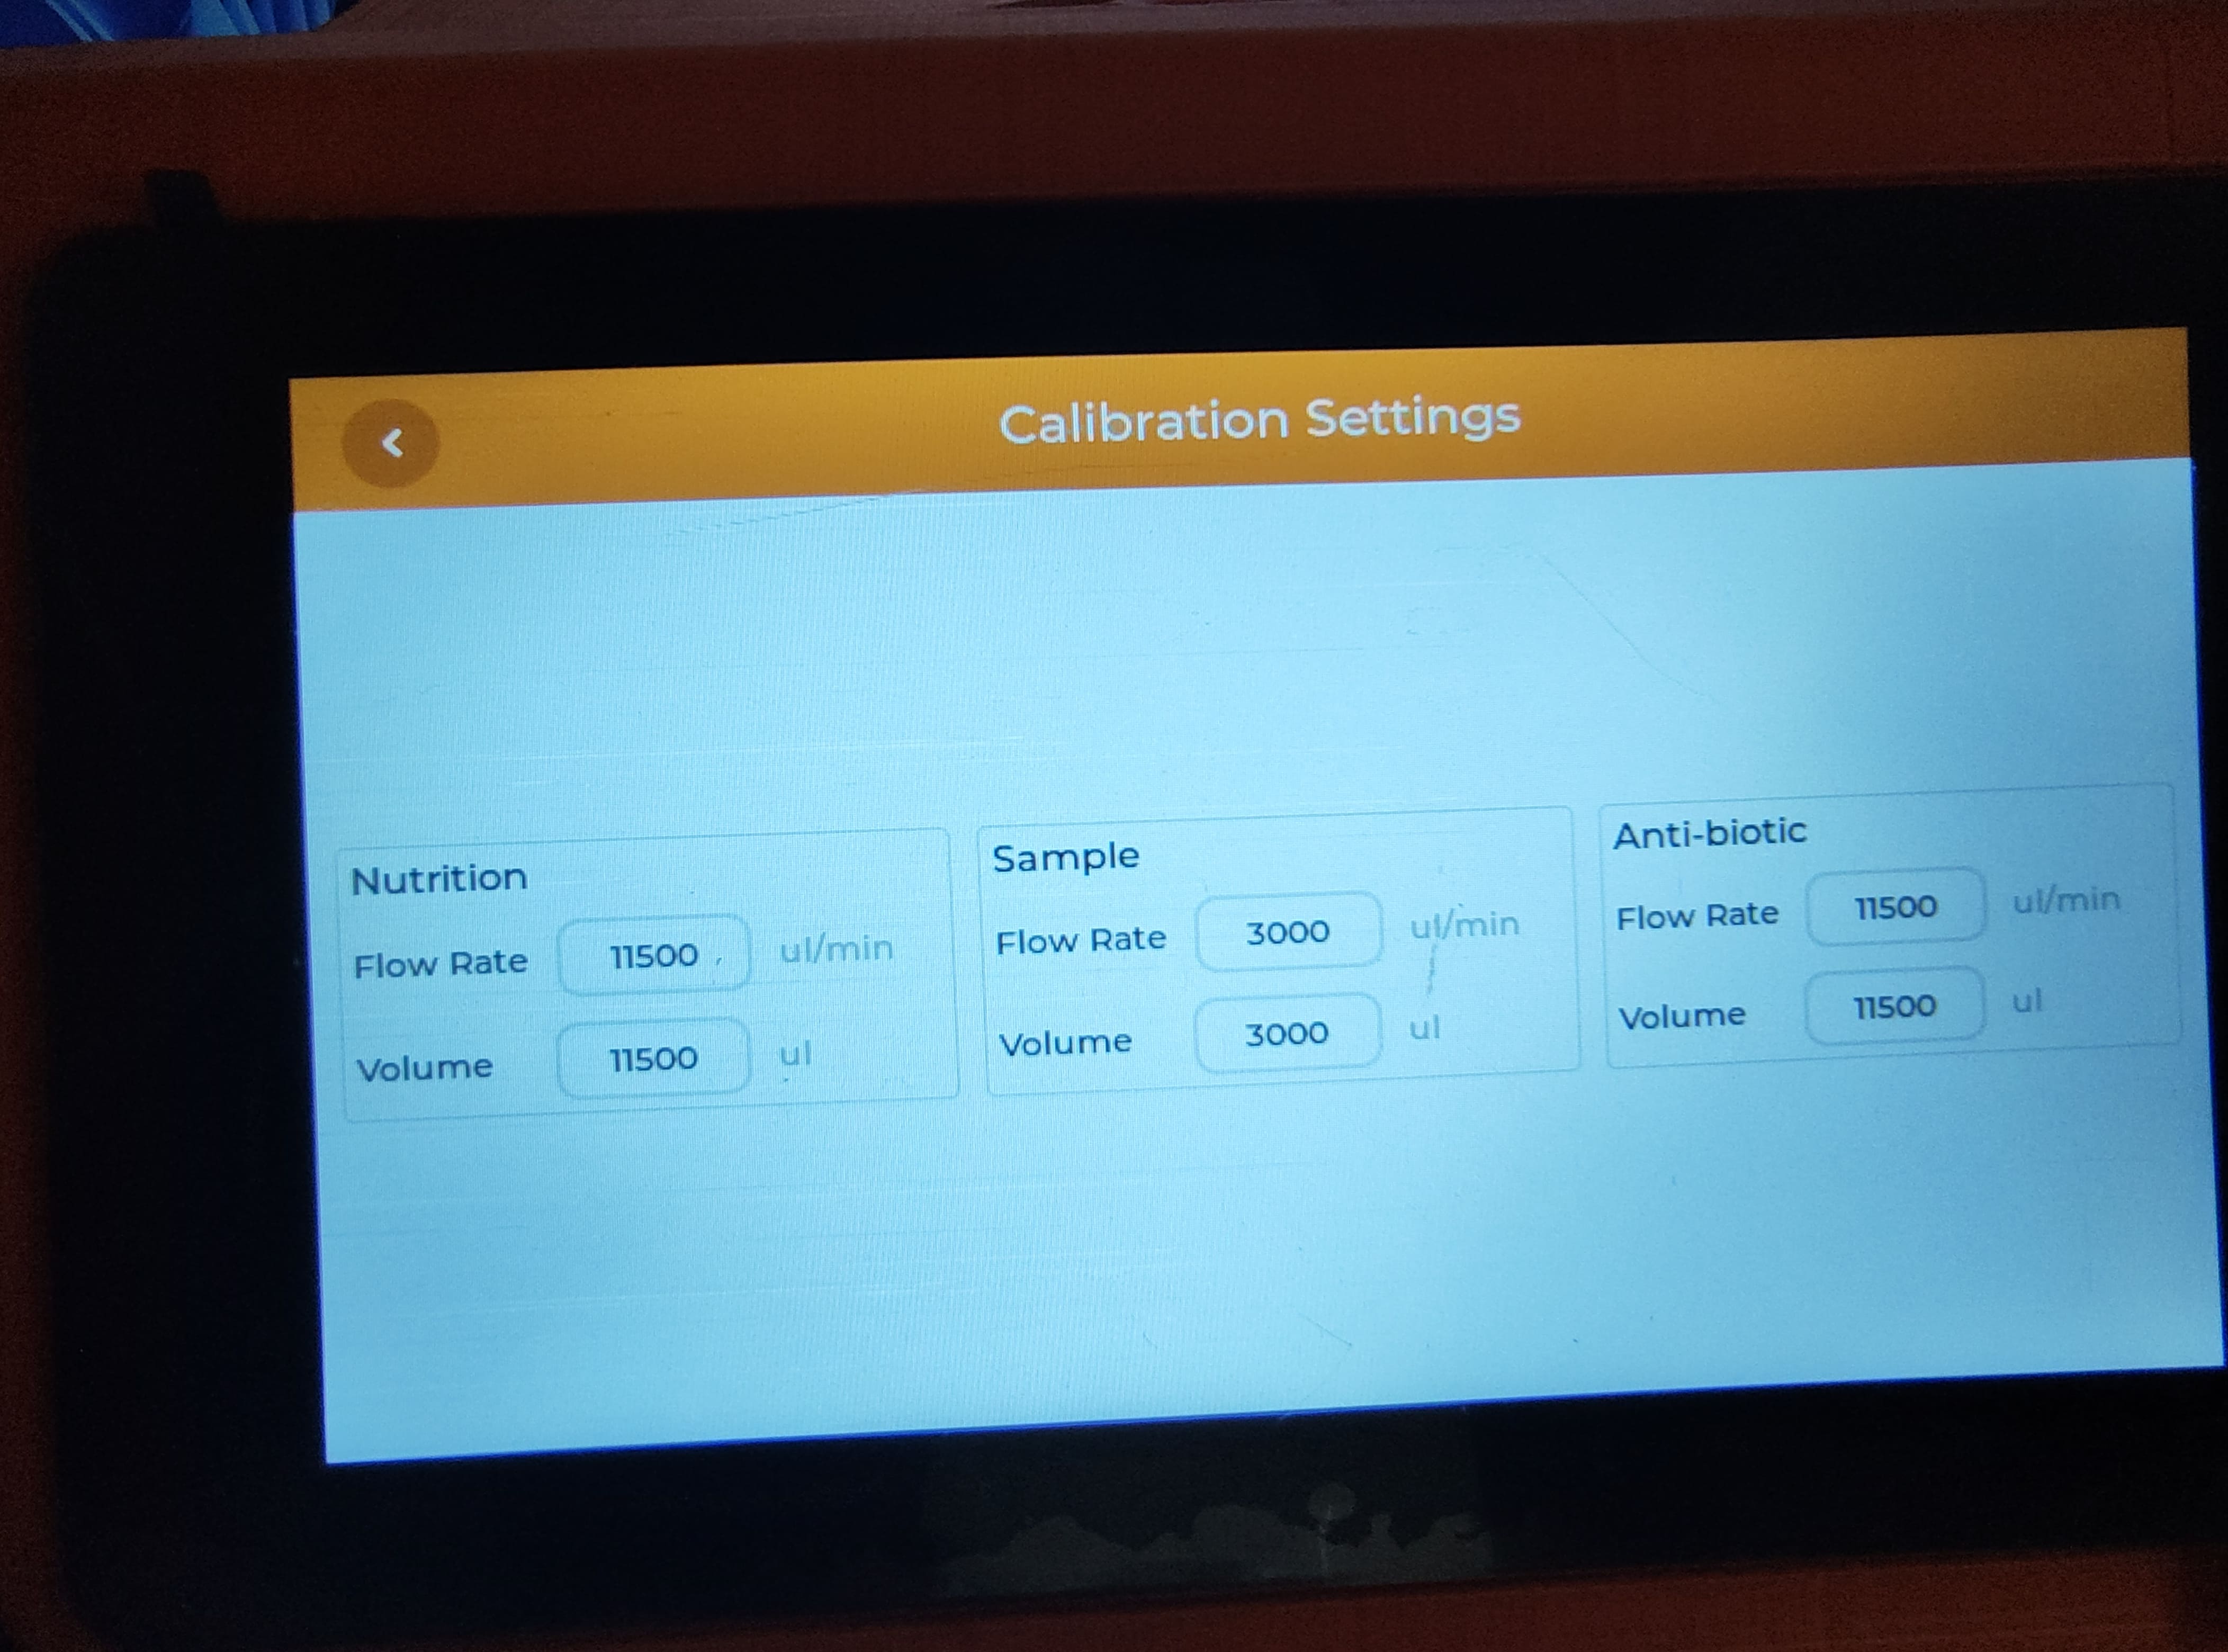 Calibration Settings
Nutrition
Flow Rate 11500 ul/min
Volume 11500 ul
Sample
Flow Rate 3000 ul/min
Volume 3000 ul
Anti-biotic
Flow Rate 11500 ul/min
Volume 11500 ul